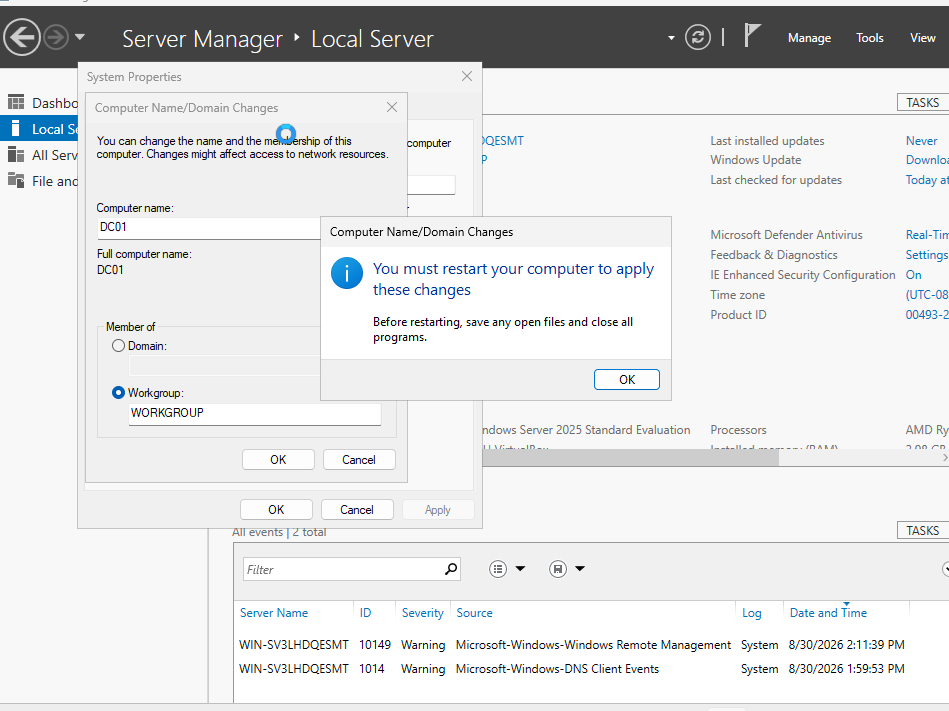 Server Manager ‣ Local Server
Manage Tools View
System Properties
Computer Name/Domain Changes
You can change the name and the membership of this
computer. Changes might affect access to network resources.
Computer name:
DC01
Full computer name:
DC01
Member of
Domain:
Workgroup:
WORKGROUP
OK Cancel
OK Cancel Apply
computer
Computer Name/Domain Changes
You must restart your computer to apply
these changes
Before restarting, save any open files and close all
programs.
OK
Dashbo
Local Se
All Serv
File and
TASKS
DQESMT
Last installed updates Never
Windows Update Downloa
Last checked for updates Today at
Microsoft Defender Antivirus Real-Tim
Feedback & Diagnostics Settings
IE Enhanced Security Configuration On
Time zone (UTC-08
Product ID 00493-2
ndows Server 2025 Standard Evaluation Processors AMD Ry
TASKS
All events | 2 total
Filter
Server Name ID Severity Source Log Date and Time
WIN-SV3LHDQESMT 10149 Warning Microsoft-Windows-Windows Remote Management System 8/30/2026 2:11:39 PM
WIN-SV3LHDQESMT 1014 Warning Microsoft-Windows-DNS Client Events System 8/30/2026 1:59:53 PM